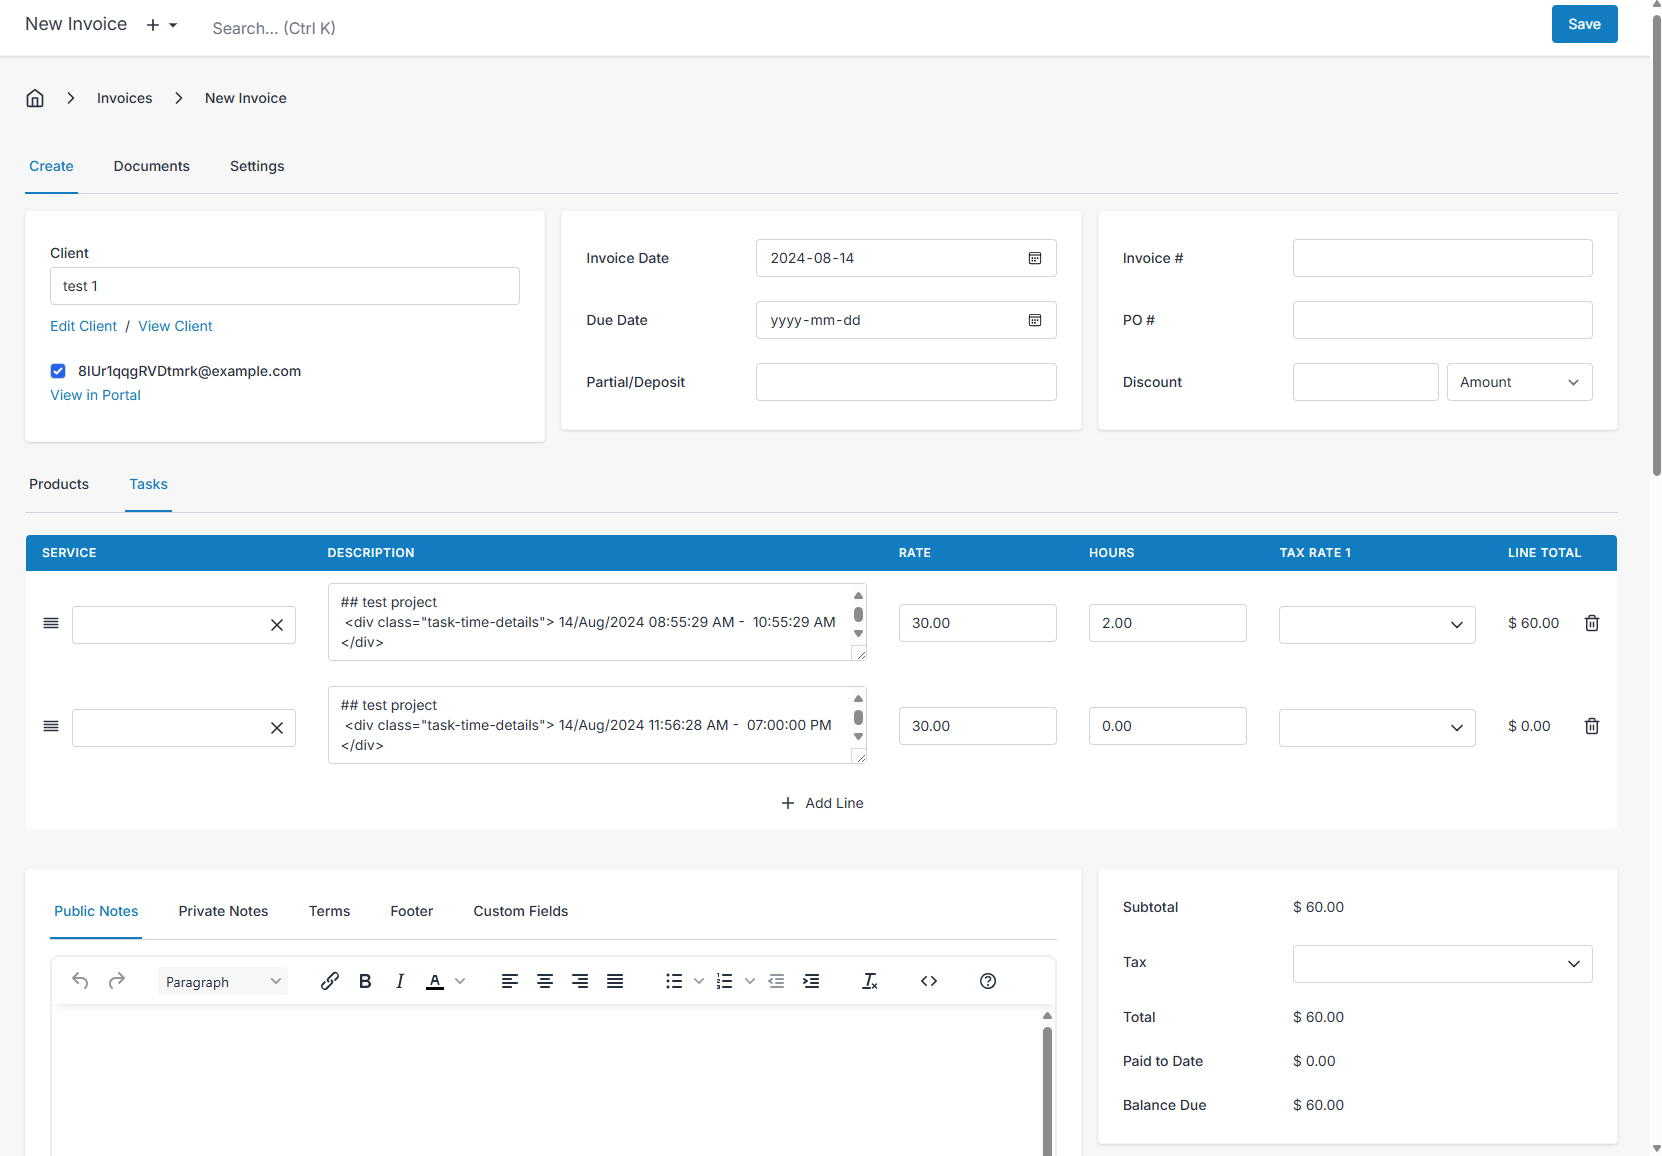 New Invoice
Search... (Ctrl K)
Save
Invoices
New Invoice
Create
Documents
Settings
Client
test 1
Edit Client / View Client
8IUr1qqgRVDtmrk@example.com
View in Portal
Invoice Date
2024-08-14
Due Date
yyyy-mm-dd
Partial/Deposit
Invoice #
PO #
Discount
Amount
Products
Tasks
SERVICE DESCRIPTION RATE HOURS TAX RATE 1 LINE TOTAL
## test project
<div class="task-time-details"> 14/Aug/2024 08:55:29 AM - 10:55:29 AM
</div>
30.00
2.00
$ 60.00
## test project
<div class="task-time-details"> 14/Aug/2024 11:56:28 AM - 07:00:00 PM
</div>
30.00
0.00
$ 0.00
Add Line
Public Notes
Private Notes
Terms
Footer
Custom Fields
Paragraph
Subtotal $ 60.00
Tax
Total $ 60.00
Paid to Date $ 0.00
Balance Due $ 60.00